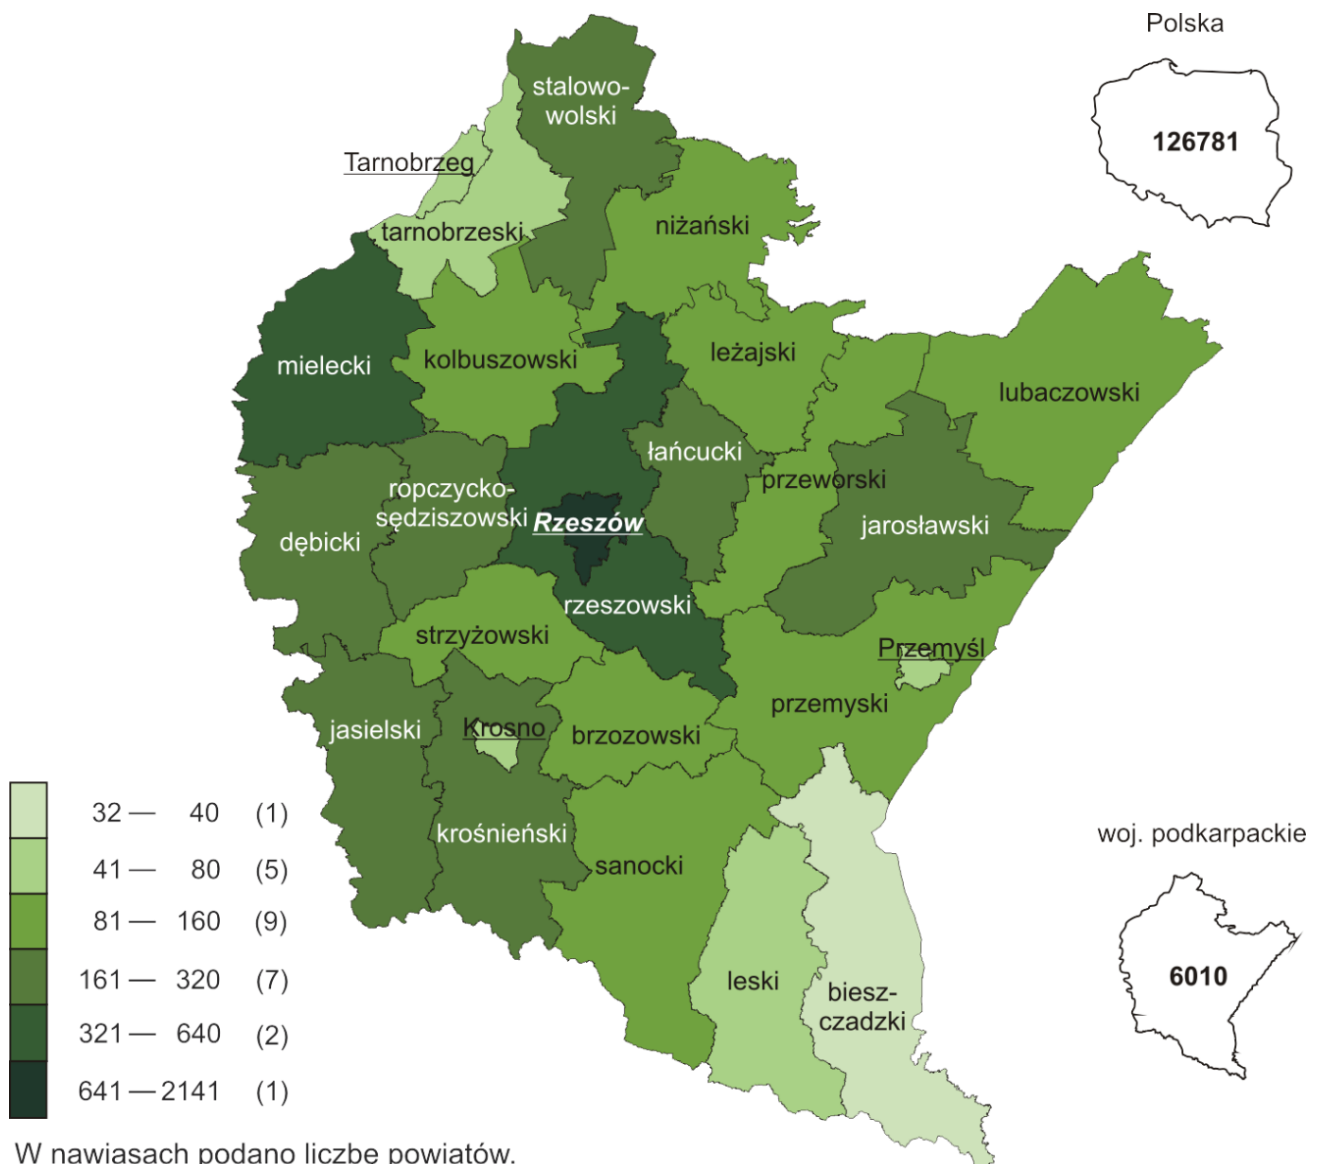 Polska
126781
stalowo-
wolski
Tarnobrzeg
tarnobrzeski
niżański
mielecki
kolbuszowski
leżajski
lubaczowski
łańcucki
przeworski
ropczycko-
sędziszowski
Rzeszów
jarosławski
dębicki
rzeszowski
strzyżowski
Przemyśl
przemyski
jasielski
Krosno
brzozowski
krośnieński
sanocki
leski
biesz-
czadzki
woj. podkarpackie
6010
32 — 40 (1)
41 — 80 (5)
81 — 160 (9)
161 — 320 (7)
321 — 640 (2)
641 — 2141 (1)
W nawiasach podano liczbę powiatów.